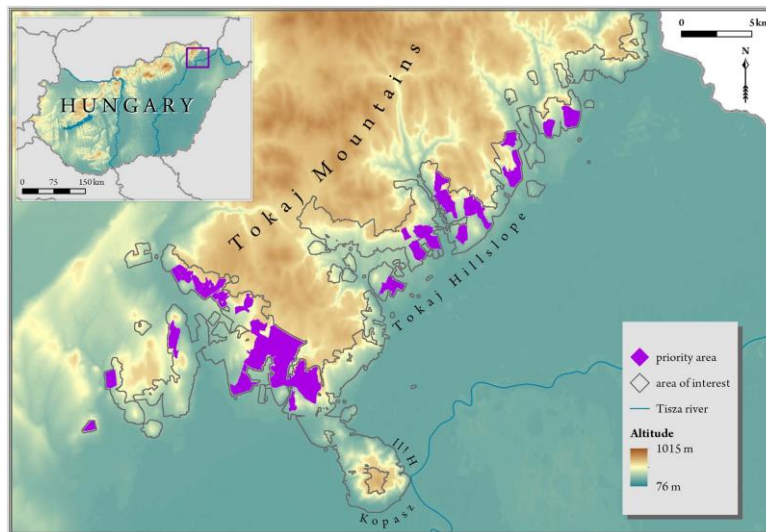 HUNGARY
0 75 150 km
0 5 km
N
Tokaj Mountains
Tokaj Hillslope
Kopasz Hill
priority area
area of interest
Tisza river
Altitude
1015 m
76 m